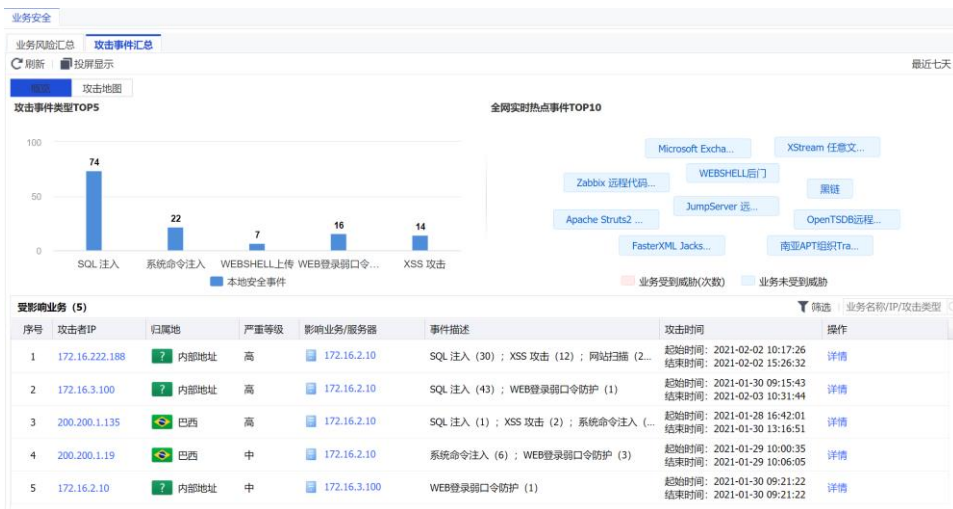 业务安全
业务风险汇总 攻击事件汇总
刷新 投屏显示 最近七天
攻击地图
攻击事件类型TOP5 全网实时热点事件TOP10
100
50
0
74
22
7
16
14
SQL 注入 系统命令注入 WEBSHELL上传 WEB登录弱口令... XSS 攻击
本地安全事件
Microsoft Excha... XStream 任意文...
WEBSHELL后门
Zabbix 远程代码... 黑链
JumpServer 远...
Apache Struts2 ... OpenTSDB远程...
FasterXML Jacks... 南亚APT组织Tra...
业务受到威胁(次数) 业务未受到威胁
受影响业务（5） 筛选 业务名称/IP/攻击类型
序号 攻击者IP 归属地 严重等级 影响业务/服务器 事件描述 攻击时间 操作
1 172.16.222.188 ? 内部地址 高 172.16.2.10 SQL 注入（30）; XSS 攻击（12）; 网站扫描（2... 起始时间：2021-02-02 10:17:26 详情
结束时间：2021-02-02 15:26:32
2 172.16.3.100 ? 内部地址 高 172.16.2.10 SQL 注入（43）; WEB登录弱口令防护（1） 起始时间：2021-01-30 09:15:43 详情
结束时间：2021-02-03 10:31:44
3 200.200.1.135 巴西 高 172.16.2.10 SQL 注入（1）; XSS 攻击（2）; 系统命令注入（... 起始时间：2021-01-28 16:42:01 详情
结束时间：2021-01-30 13:16:51
4 200.200.1.19 巴西 中 172.16.2.10 系统命令注入（6）; WEB登录弱口令防护（3） 起始时间：2021-01-29 10:00:35 详情
结束时间：2021-01-29 10:06:05
5 172.16.2.10 ? 内部地址 中 172.16.3.100 WEB登录弱口令防护（1） 起始时间：2021-01-30 09:21:22 详情
结束时间：2021-01-30 09:21:22